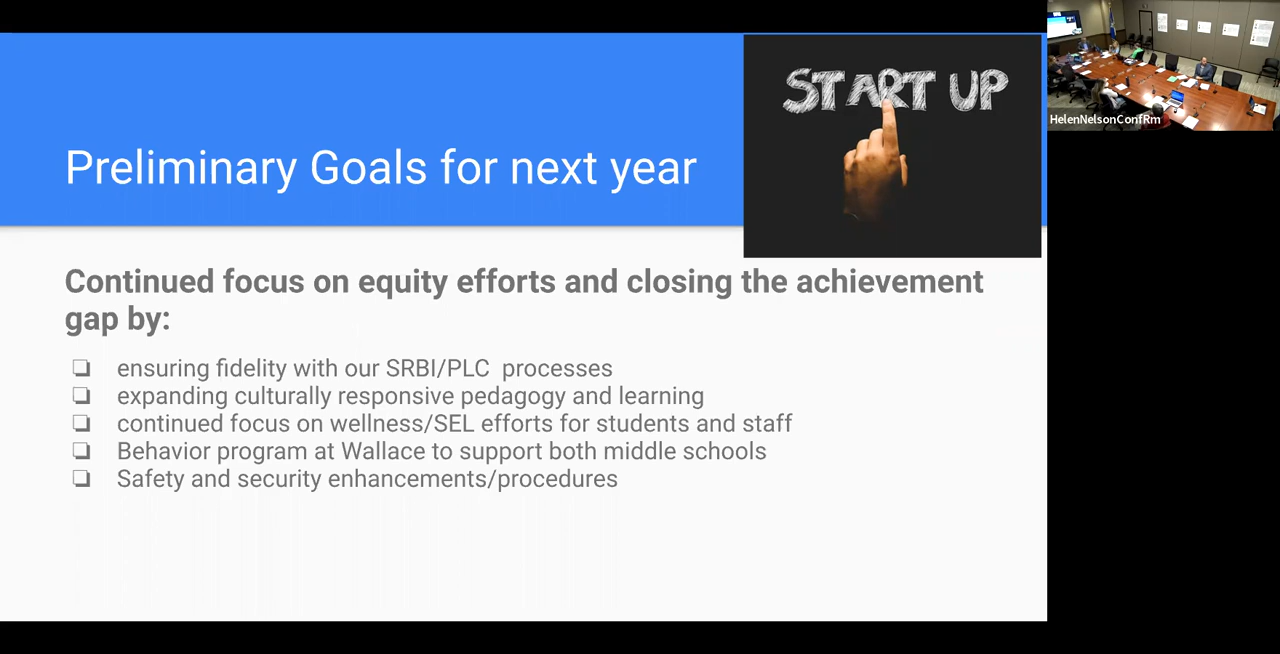 START UP
Preliminary Goals for next year
Continued focus on equity efforts and closing the achievement
gap by:
ensuring fidelity with our SRBI/PLC processes
expanding culturally responsive pedagogy and learning
continued focus on wellness/SEL efforts for students and staff
Behavior program at Wallace to support both middle schools
Safety and security enhancements/procedures
HelenNelsonConfRm